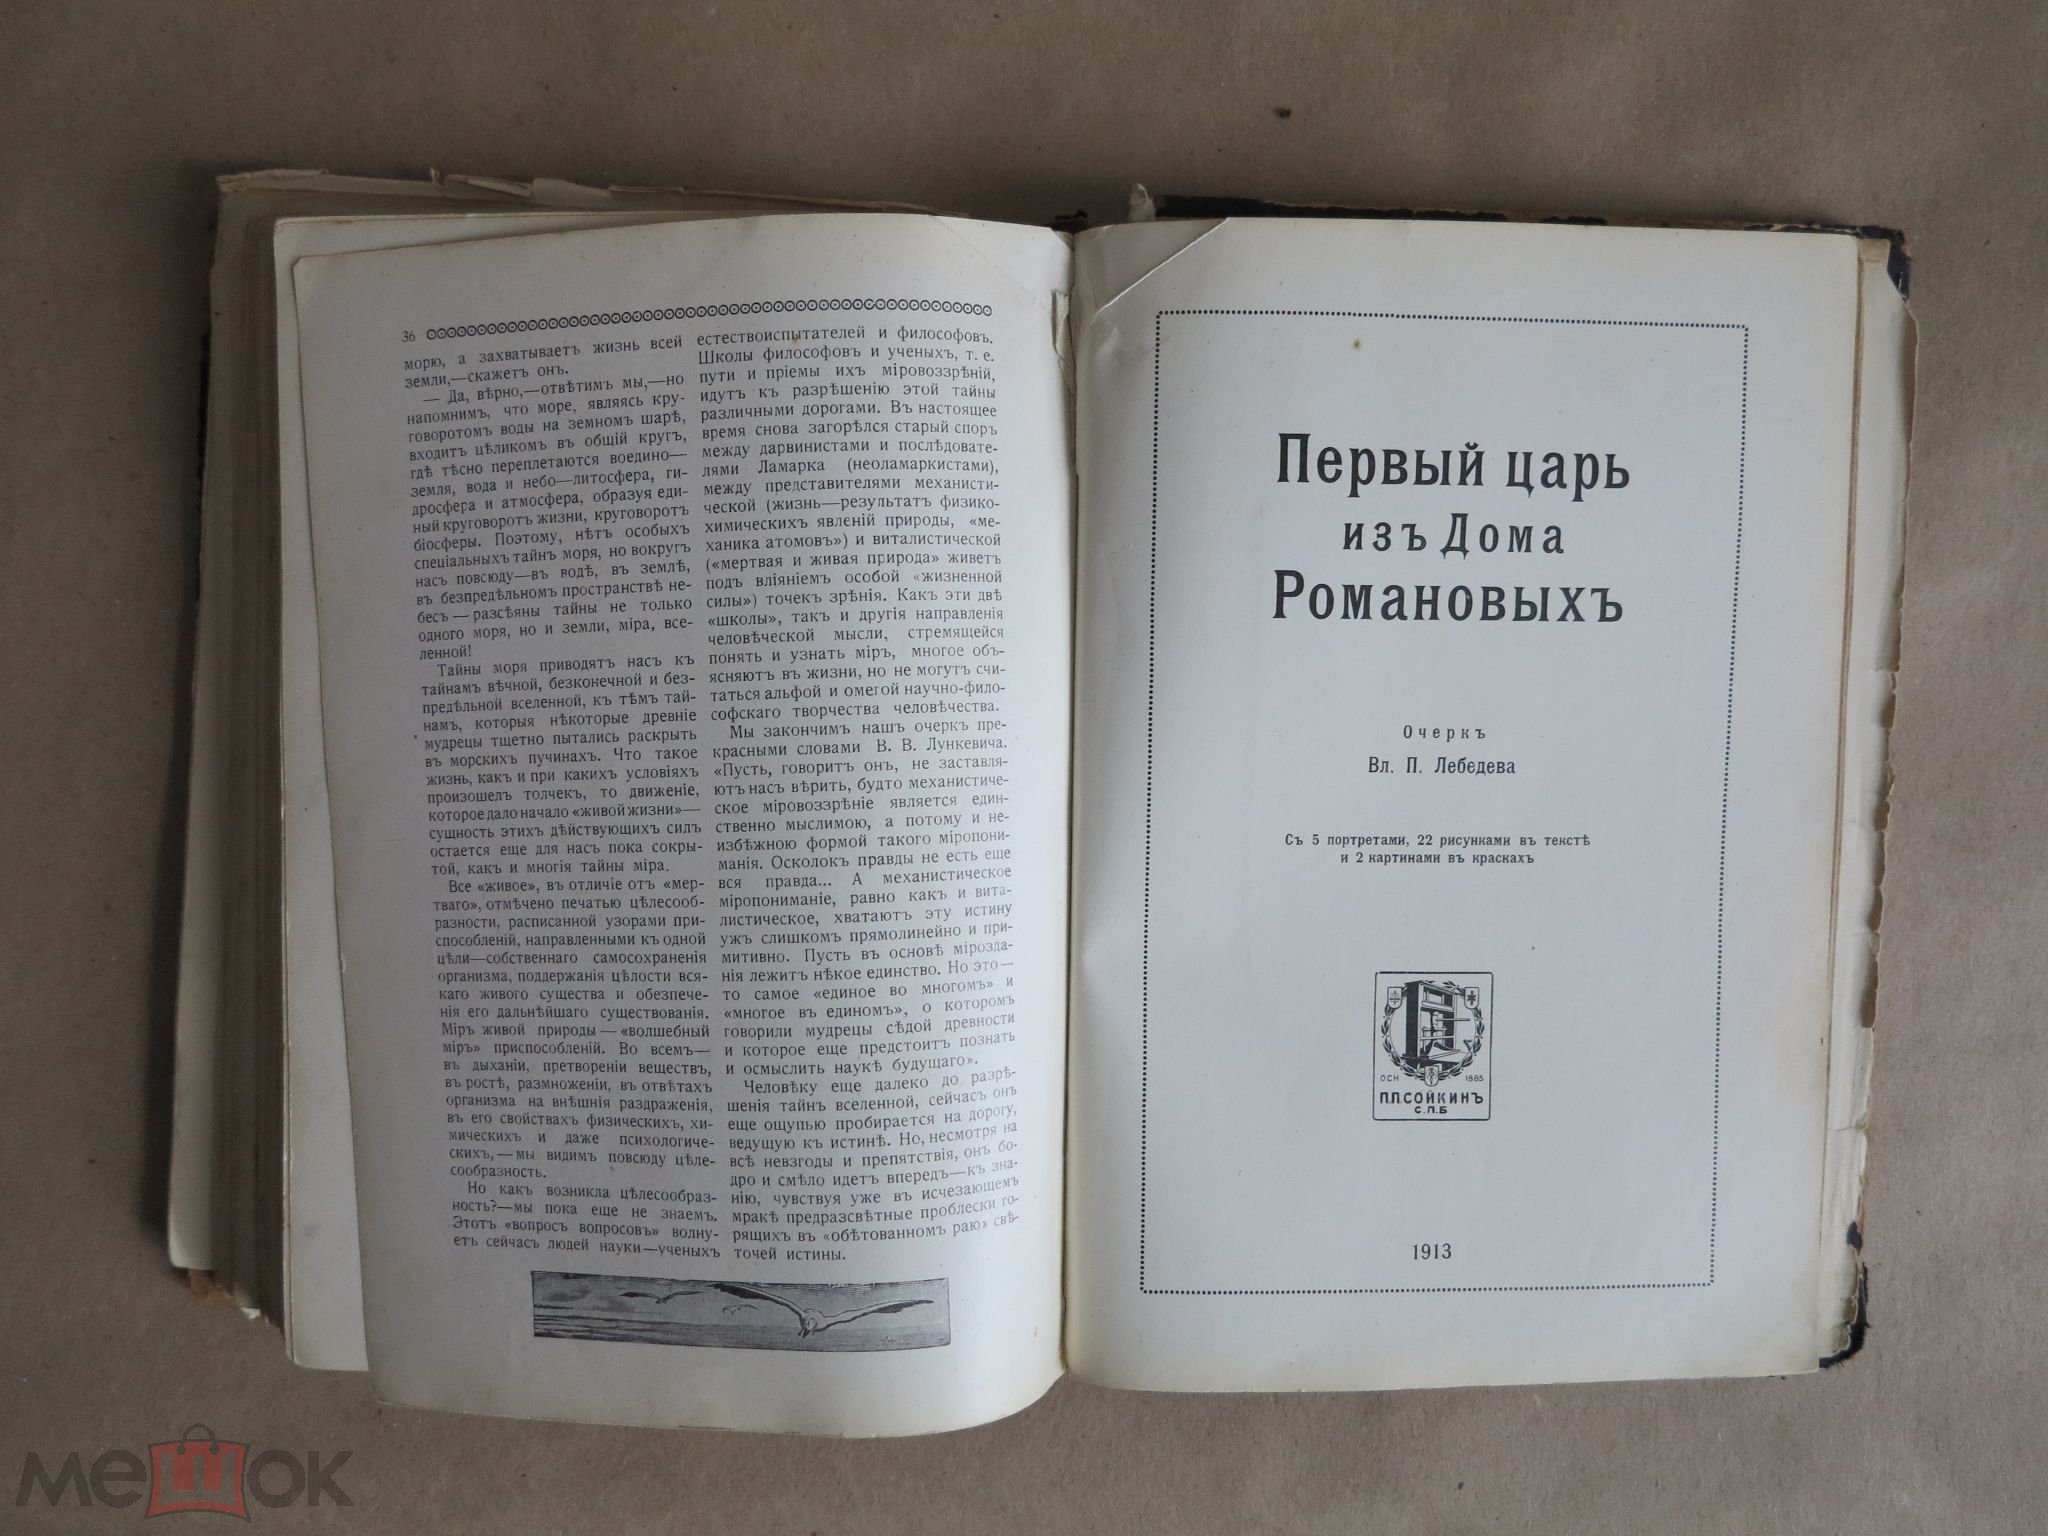 36
морю, а захватываетъ жизнь всей
земли,—скажетъ онъ.
— Да, вѣрно,—отвѣтимъ мы,—но
напомнимъ, что море, являясь кру-
говоротомъ воды на земномъ шарѣ,
входитъ цѣликомъ въ общій кругъ,
гдѣ тѣсно переплетаются воедино—
земля, вода и небо—литосфера, ги-
дросфера и атмосфера, образуя еди-
ный круговоротъ жизни, круговоротъ
біосферы. Поэтому, нѣтъ особыхъ
спеціальныхъ тайнъ моря, но вокругъ
насъ повсюду—въ водѣ, въ землѣ,
въ безпредѣльномъ пространствѣ не-
бесъ — разсѣяны тайны не только
одного моря, но и земли, міра, все-
ленной!
Тайны моря приводятъ насъ къ
тайнамъ вѣчной, безконечной и без-
предѣльной вселенной, къ тѣмъ тай-
намъ, которыя нѣкоторые древніе
мудрецы тщетно пытались раскрыть
въ морскихъ пучинахъ. Что такое
жизнь, какъ и при какихъ условіяхъ
произошелъ толчекъ, то движеніе,
которое дало начало «живой жизни»—
сущность этихъ дѣйствующихъ силъ
остается еще для насъ пока сокры-
той, какъ и многія тайны міра.
Все «живое», въ отличіе отъ «мер-
тваго», отмѣчено печатью цѣлесооб-
разности, расписанной узорами при-
способленій, направленными къ одной
цѣли—собственнаго самосохраненія
организма, поддержанія цѣлости вся-
каго живого существа и обезпече-
нія его дальнѣйшаго существованія.
Міръ живой природы — «волшебный
міръ» приспособленій. Во всемъ—
въ дыханіи, претвореніи веществъ,
въ ростѣ, размноженіи, въ отвѣтахъ
организма на внѣшнія раздраженія,
въ его свойствахъ физическихъ, хи-
мическихъ и даже психологиче-
скихъ, — мы видимъ повсюду цѣле-
сообразность.
Но какъ возникла цѣлесообраз-
ность?—мы пока еще не знаемъ.
Этотъ «вопросъ вопросовъ» волну-
етъ сейчасъ людей науки—ученыхъ
естествоиспытателей и философовъ.
Школы философовъ и ученыхъ, т. е.
пути и пріемы ихъ міровоззрѣній,
идутъ къ разрѣшенію этой тайны
различными дорогами. Въ настоящее
время снова загорѣлся старый споръ
между дарвинистами и послѣдовате-
лями Ламарка (неоламаркистами),
между представителями механисти-
ческой (жизнь—результатъ физико-
химическихъ явленій природы, «ме-
ханика атомовъ») и виталистической
(«мертвая и живая природа» живетъ
подъ вліяніемъ особой «жизненной
силы») точекъ зрѣнія. Какъ эти двѣ
«школы», такъ и другія направленія
человѣческой мысли, стремящейся
понять и узнать міръ, многое объ-
ясняютъ въ жизни, но не могутъ счи-
таться альфой и омегой научно-фило-
софскаго творчества человѣчества.
Мы закончимъ нашъ очеркъ пре-
красными словами В. В. Лункевича.
«Пусть, говоритъ онъ, не заставля-
ютъ насъ вѣрить, будто механистиче-
ское міровоззрѣніе является един-
ственно мыслимою, а потому и не-
избѣжною формой такого міропони-
манія. Осколокъ правды не есть еще
вся правда... А механистическое
міропониманіе, равно какъ и вита-
листическое, хватаютъ эту истину
ужъ слишкомъ прямолинейно и при-
митивно. Пусть въ основѣ мірозда-
нія лежитъ нѣкое единство. Но это—
то самое «единое во многомъ» и
«многое въ единомъ», о которомъ
говорили мудрецы сѣдой древности
и которое еще предстоитъ познать
и осмыслить наукѣ будущаго».
Человѣку еще далеко до разрѣ-
шенія тайнъ вселенной, сейчасъ онъ
еще ощупью пробирается на дорогу,
ведущую къ истинѣ. Но, несмотря на
всѣ невзгоды и препятствія, онъ бо-
дро и смѣло идетъ впередъ—къ зна-
нію, чувствуя уже въ исчезающемъ
мракѣ предразсвѣтные проблески го-
рящихъ въ «обѣтованномъ раю» свѣ-
точей истины.
Первый царь
изъ Дома
Романовыхъ
Очеркъ
Вл. П. Лебедева
Съ 5 портретами, 22 рисунками въ текстѣ
и 2 картинами въ краскахъ
ОСН 1885
П.П.СОЙКИНЪ
С.П.Б
1913
мешок